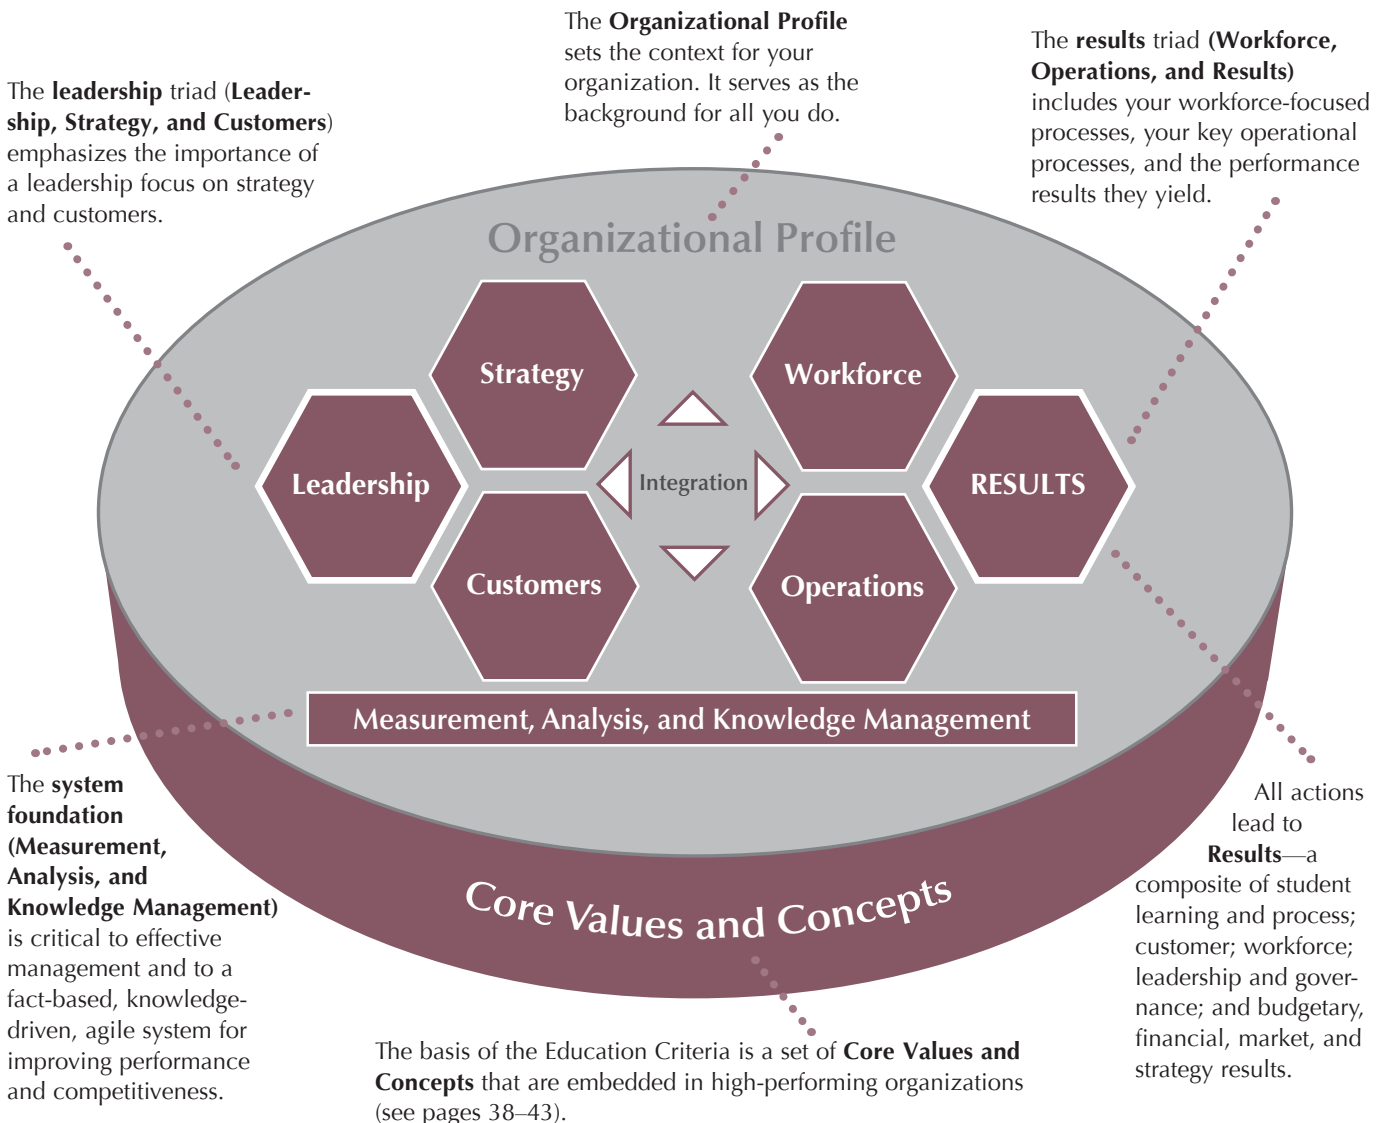 The Organizational Profile
sets the context for your
organization. It serves as the
background for all you do.
The results triad (Workforce,
Operations, and Results)
includes your workforce-focused
processes, your key operational
processes, and the performance
results they yield.
The leadership triad (Leader-
ship, Strategy, and Customers)
emphasizes the importance of
a leadership focus on strategy
and customers.
Organizational Profile
Strategy
Workforce
Leadership
Integration
RESULTS
Customers
Operations
Measurement, Analysis, and Knowledge Management
The system
foundation
(Measurement,
Analysis, and
Knowledge Management)
is critical to effective
management and to a
fact-based, knowledge-
driven, agile system for
improving performance
and competitiveness.
Core Values and Concepts
All actions
lead to
Results—a
composite of student
learning and process;
customer; workforce;
leadership and gover-
nance; and budgetary,
financial, market, and
strategy results.
The basis of the Education Criteria is a set of Core Values and
Concepts that are embedded in high-performing organizations
(see pages 38–43).